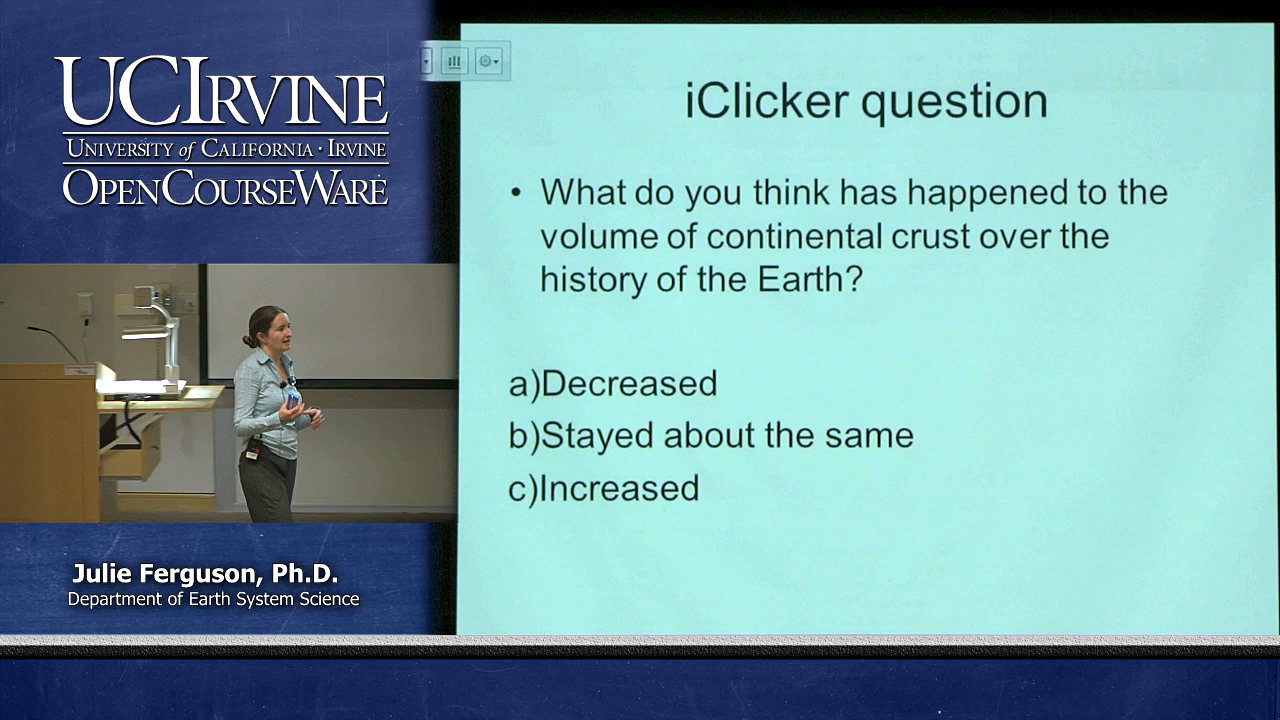 UCIRVINE
UNIVERSITY of CALIFORNIA · IRVINE
OPENCOURSEWARE
Julie Ferguson, Ph.D.
Department of Earth System Science
iClicker question
• What do you think has happened to the
volume of continental crust over the
history of the Earth?
a)Decreased
b)Stayed about the same
c)Increased